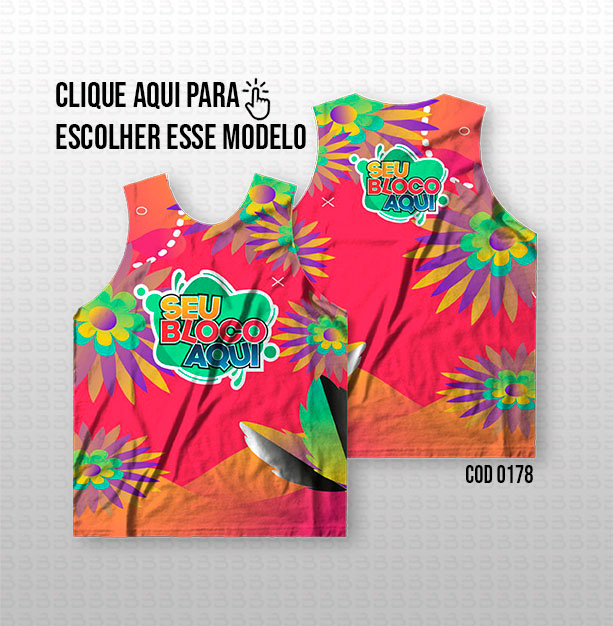 CLIQUE AQUI PARA
ESCOLHER ESSE MODELO
SEU
BLOCO
AQUI
SEU
BLOCO
AQUI
COD 0178